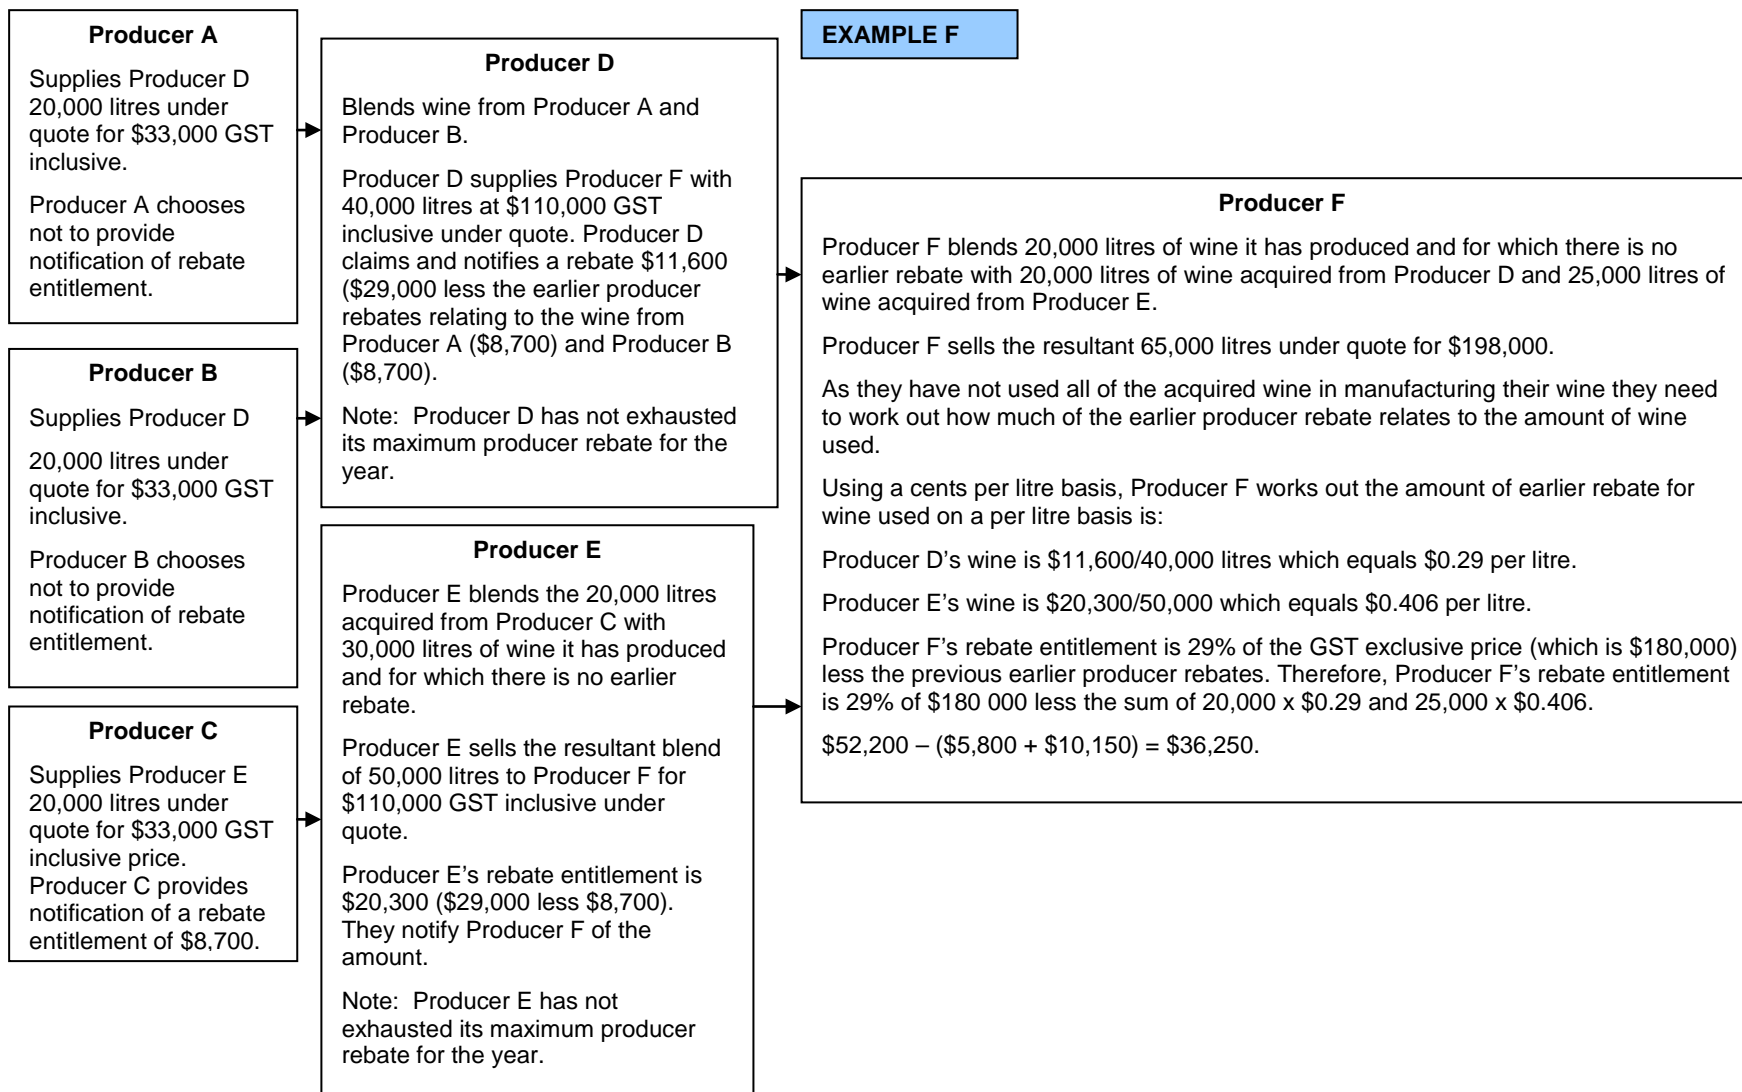 Producer A
Supplies Producer D
20,000 litres under
quote for $33,000 GST
inclusive.
Producer A chooses
not to provide
notification of rebate
entitlement.
Producer B
Supplies Producer D
20,000 litres under
quote for $33,000 GST
inclusive.
Producer B chooses
not to provide
notification of rebate
entitlement.
Producer C
Supplies Producer E
20,000 litres under
quote for $33,000 GST
inclusive price.
Producer C provides
notification of a rebate
entitlement of $8,700.
Producer D
Blends wine from Producer A and
Producer B.
Producer D supplies Producer F with
40,000 litres at $110,000 GST
inclusive under quote. Producer D
claims and notifies a rebate $11,600
($29,000 less the earlier producer
rebates relating to the wine from
Producer A ($8,700) and Producer B
($8,700).
Note:  Producer D has not exhausted
its maximum producer rebate for the
year.
Producer E
Producer E blends the 20,000 litres
acquired from Producer C with
30,000 litres of wine it has produced
and for which there is no earlier
rebate.
Producer E sells the resultant blend
of 50,000 litres to Producer F for
$110,000 GST inclusive under
quote.
Producer E’s rebate entitlement is
$20,300 ($29,000 less $8,700).
They notify Producer F of the
amount.
Note:  Producer E has not
exhausted its maximum producer
rebate for the year.
EXAMPLE F
Producer F
Producer F blends 20,000 litres of wine it has produced and for which there is no
earlier rebate with 20,000 litres of wine acquired from Producer D and 25,000 litres of
wine acquired from Producer E.
Producer F sells the resultant 65,000 litres under quote for $198,000.
As they have not used all of the acquired wine in manufacturing their wine they need
to work out how much of the earlier producer rebate relates to the amount of wine
used.
Using a cents per litre basis, Producer F works out the amount of earlier rebate for
wine used on a per litre basis is:
Producer D’s wine is $11,600/40,000 litres which equals $0.29 per litre.
Producer E’s wine is $20,300/50,000 which equals $0.406 per litre.
Producer F’s rebate entitlement is 29% of the GST exclusive price (which is $180,000)
less the previous earlier producer rebates. Therefore, Producer F’s rebate entitlement
is 29% of $180 000 less the sum of 20,000 x $0.29 and 25,000 x $0.406.
$52,200 – ($5,800 + $10,150) = $36,250.